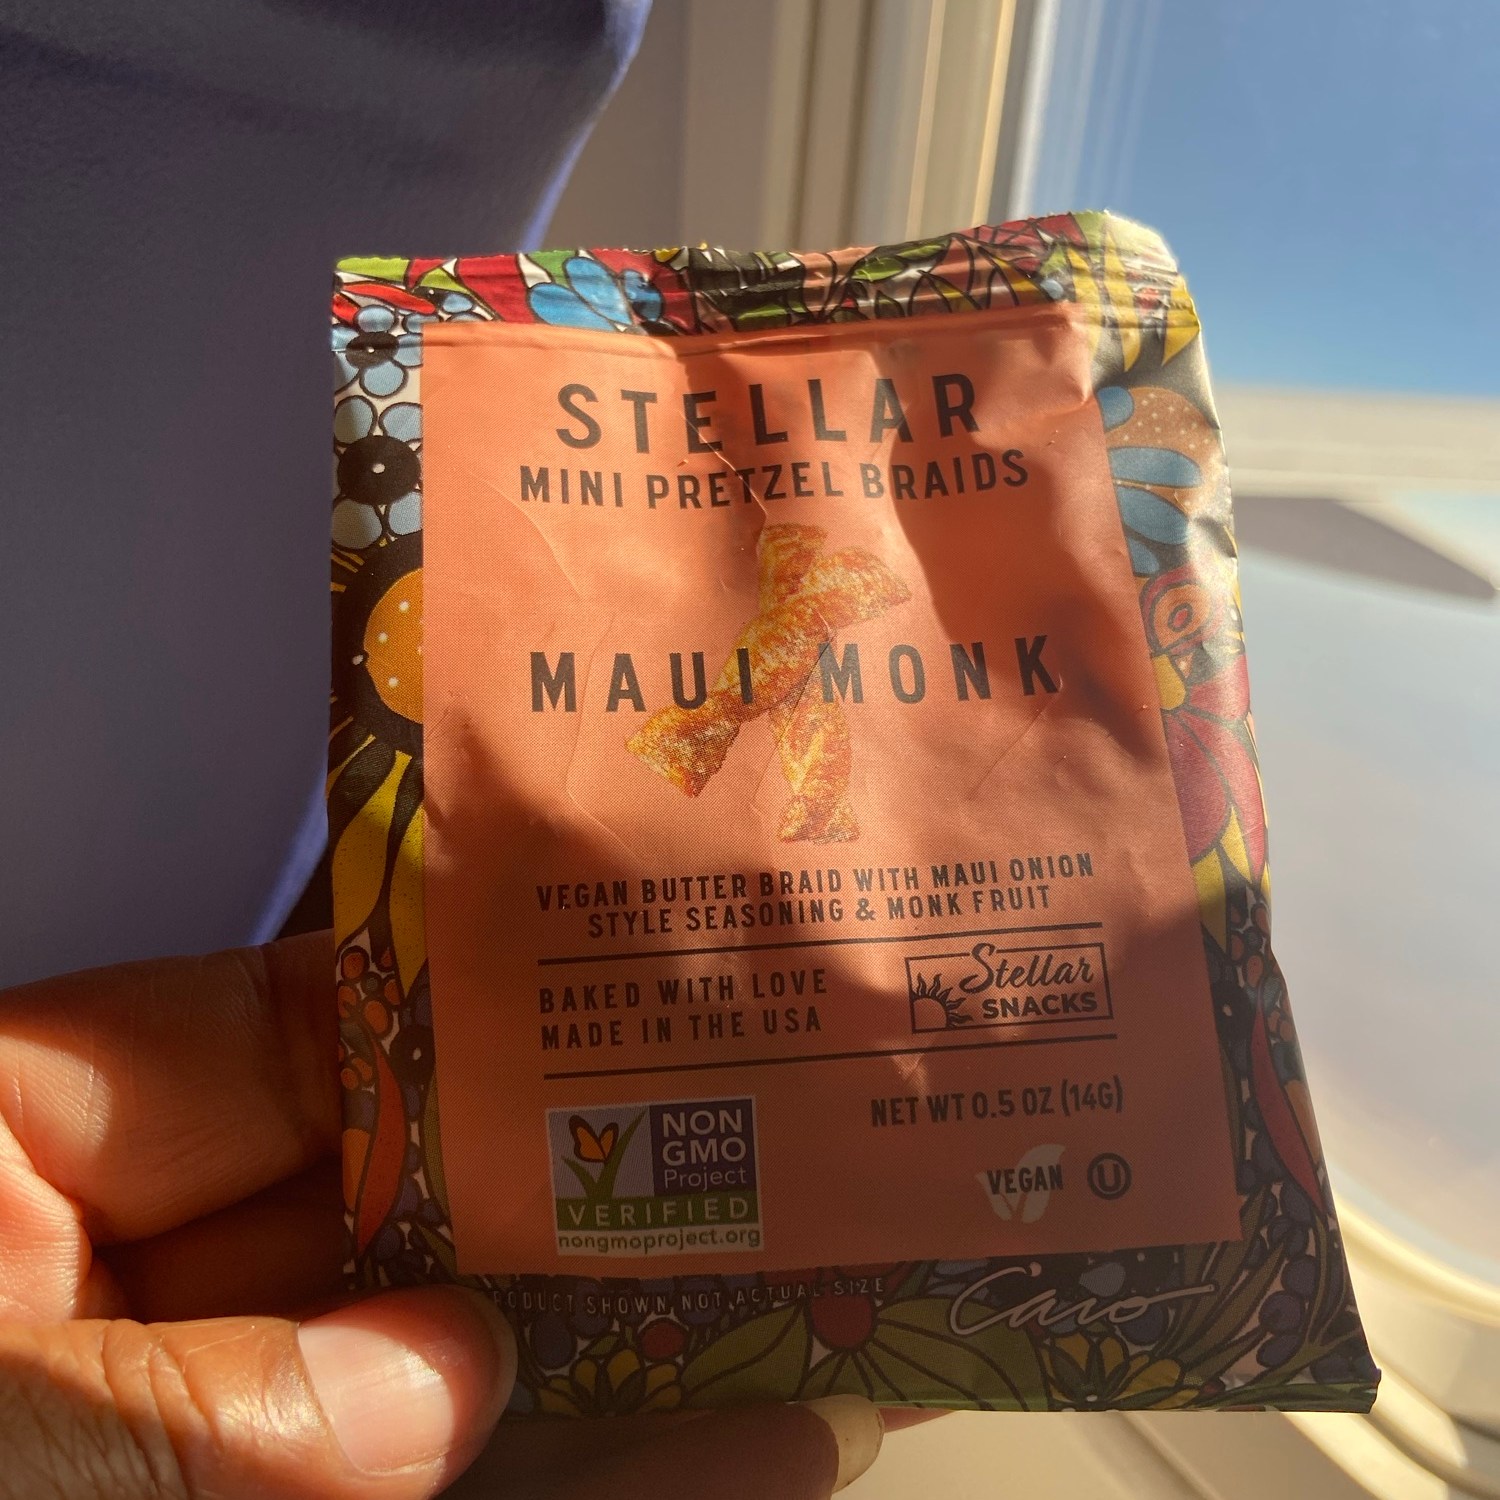 STELLAR
MINI PRETZEL BRAIDS
MAUI MONK
VEGAN BUTTER BRAID WITH MAUI ONION
STYLE SEASONING & MONK FRUIT
BAKED WITH LOVE
MADE IN THE USA
Stellar
SNACKS
NON
GMO
Project
VERIFIED
nongmoproject.org
NET WT 0.5 OZ (14G)
VEGAN U
PRODUCT SHOWN NOT ACTUAL SIZE
Caro